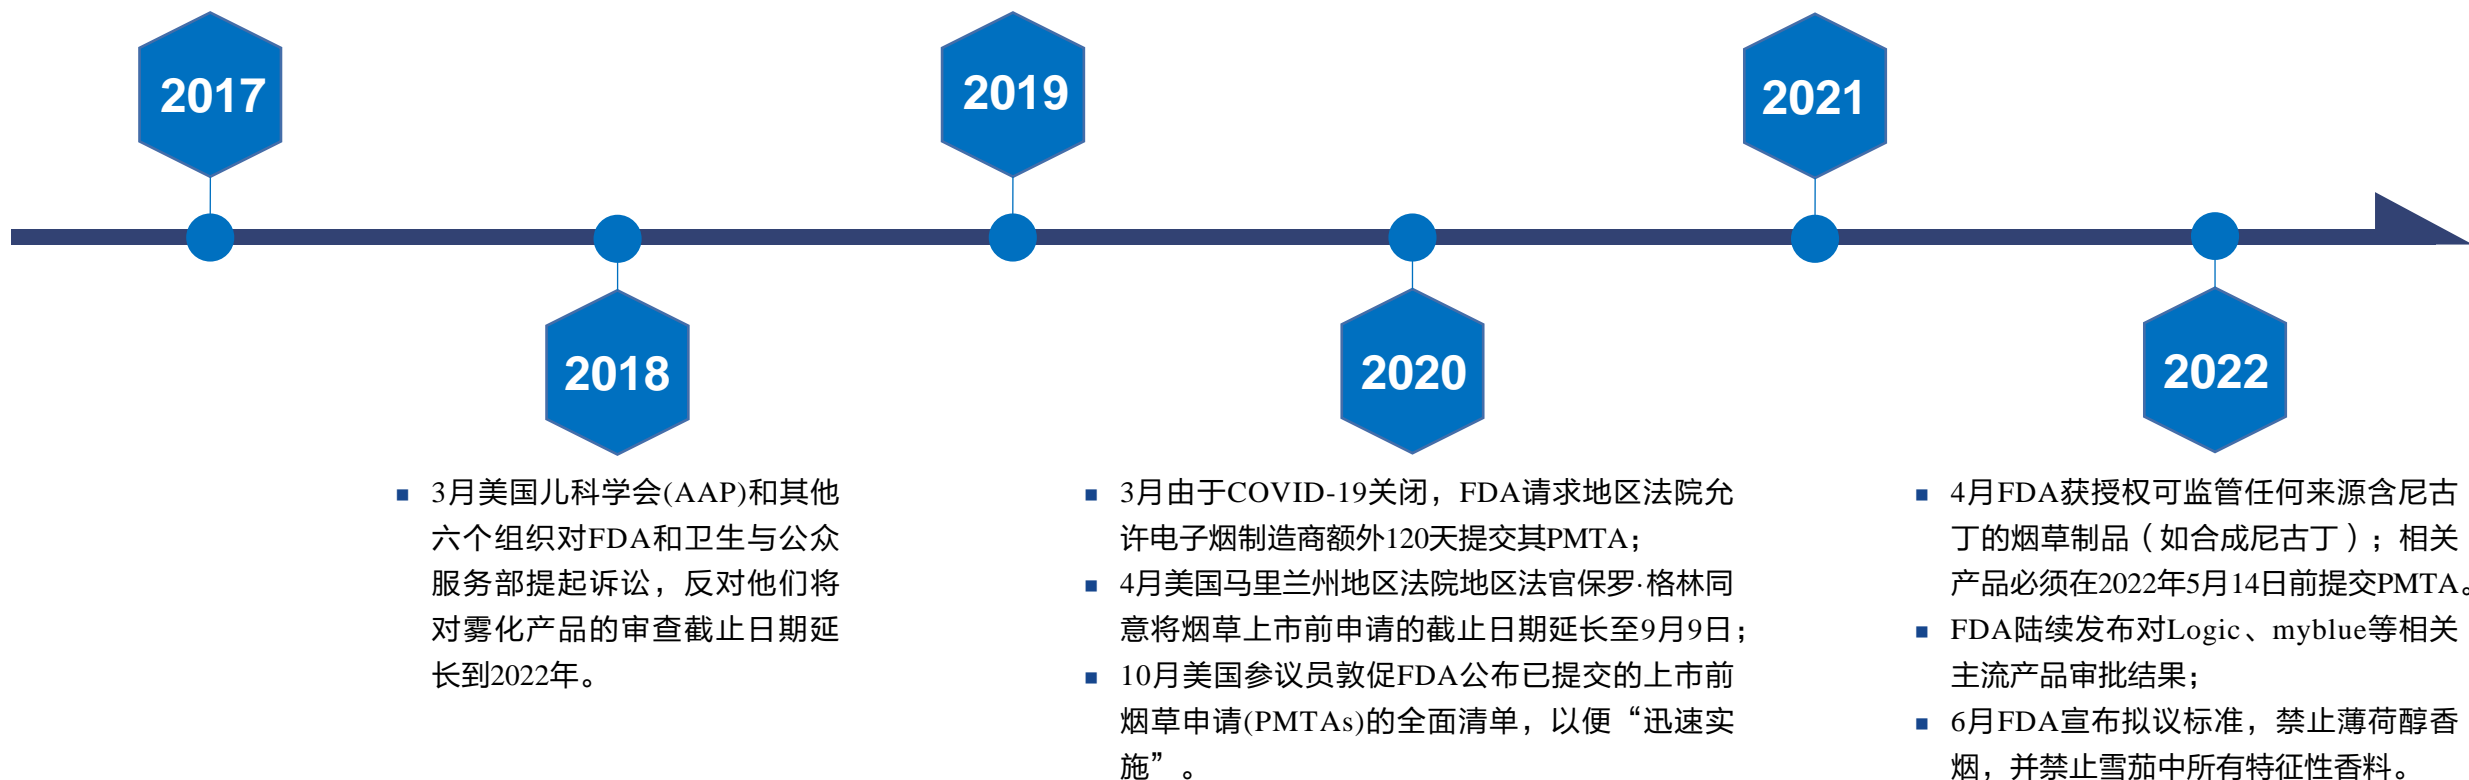 2017
2019
2021
2018
2020
2022
3月美国儿科学会(AAP)和其他
六个组织对FDA和卫生与公众
服务部提起诉讼，反对他们将
对雾化产品的审查截止日期延
长到2022年。
3月由于COVID-19关闭，FDA请求地区法院允
许电子烟制造商额外120天提交其PMTA；
4月美国马里兰州地区法院地区法官保罗·格林同
意将烟草上市前申请的截止日期延长至9月9日；
10月美国参议员敦促FDA公布已提交的上市前
烟草申请(PMTAs)的全面清单，以便“迅速实
施”。
4月FDA获授权可监管任何来源含尼古
丁的烟草制品（如合成尼古丁）；相关
产品必须在2022年5月14日前提交PMTA。
FDA陆续发布对Logic、myblue等相关
主流产品审批结果；
6月FDA宣布拟议标准，禁止薄荷醇香
烟，并禁止雪茄中所有特征性香料。